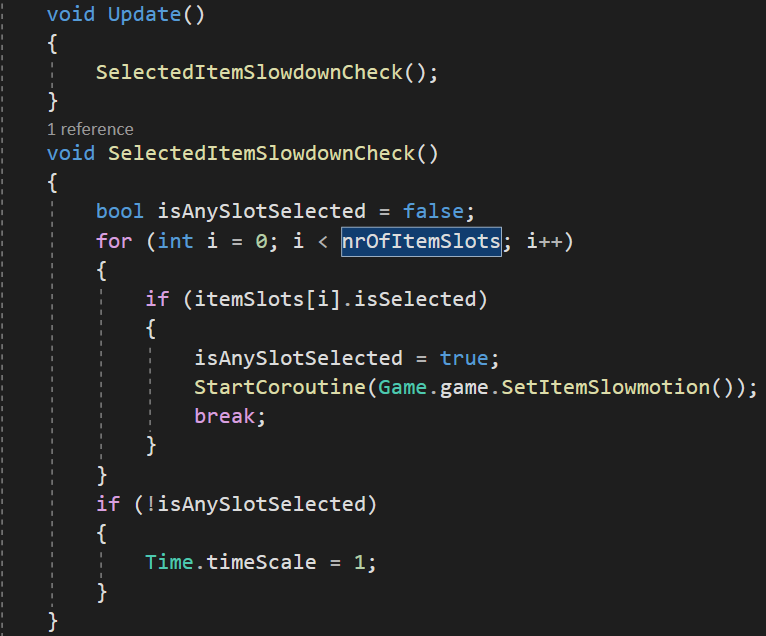 void Update()
{
SelectedItemSlowdownCheck();
}
1 reference
void SelectedItemSlowdownCheck()
{
bool isAnySlotSelected = false;
for (int i = 0; i < nrOfItemSlots; i++)
{
if (itemSlots[i].isSelected)
{
isAnySlotSelected = true;
StartCoroutine(Game.game.SetItemSlowmotion());
break;
}
}
if (!isAnySlotSelected)
{
Time.timeScale = 1;
}
}